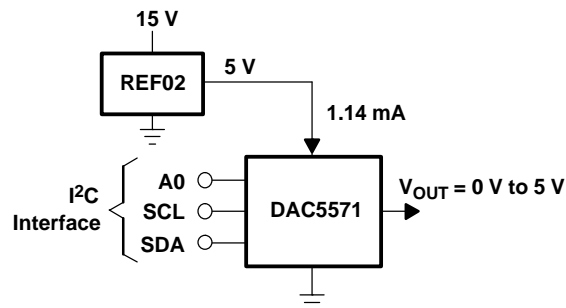 15 V
REF02
5 V
1.14 mA
I²C
Interface
A0
SCL
SDA
DAC5571
V_OUT = 0 V to 5 V